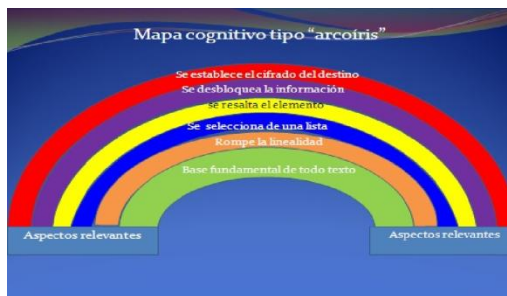 Mapa cognitivo tipo “arcoíris”
Se establece el cifrado del destino
Se desbloquea la información
se resalta el elemento
Se selecciona de una lista
Rompe la linealidad
Base fundamental de todo texto
Aspectos relevantes
Aspectos relevantes